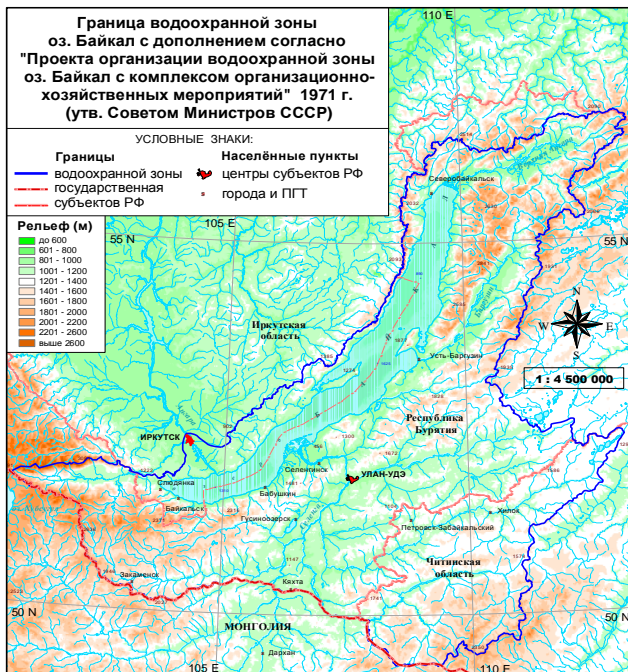 Граница водоохранной зоны
оз. Байкал с дополнением согласно
"Проекта организации водоохранной зоны
оз. Байкал с комплексом организационно-
хозяйственных мероприятий" 1971 г.
(утв. Советом Министров СССР)
УСЛОВНЫЕ ЗНАКИ:
Границы
водоохранной зоны
государственная
субъектов РФ
Населённые пункты
центры субъектов РФ
города и ПГТ
Рельеф (м)
до 600
601 - 800
801 - 1000
1001 - 1200
1201 - 1400
1401 - 1600
1601 - 1800
1801 - 2000
2001 - 2200
2201 - 2600
выше 2600
110 E
105 E
55 N
55 N
N
W E
S
1 : 4 500 000
Северобайкальск
Иркутская
область
Усть-Баргузин
Республика
Бурятия
ИРКУТСК
Слюдянка
Байкальск
Бабушкин
Селенгинск
УЛАН-УДЭ
Гусиноозерск
Петровск-Забайкальский
Хилок
Читинская
область
Закаменск
Кяхта
МОНГОЛИЯ
Дархан
50 N
50 N
105 E
110 E